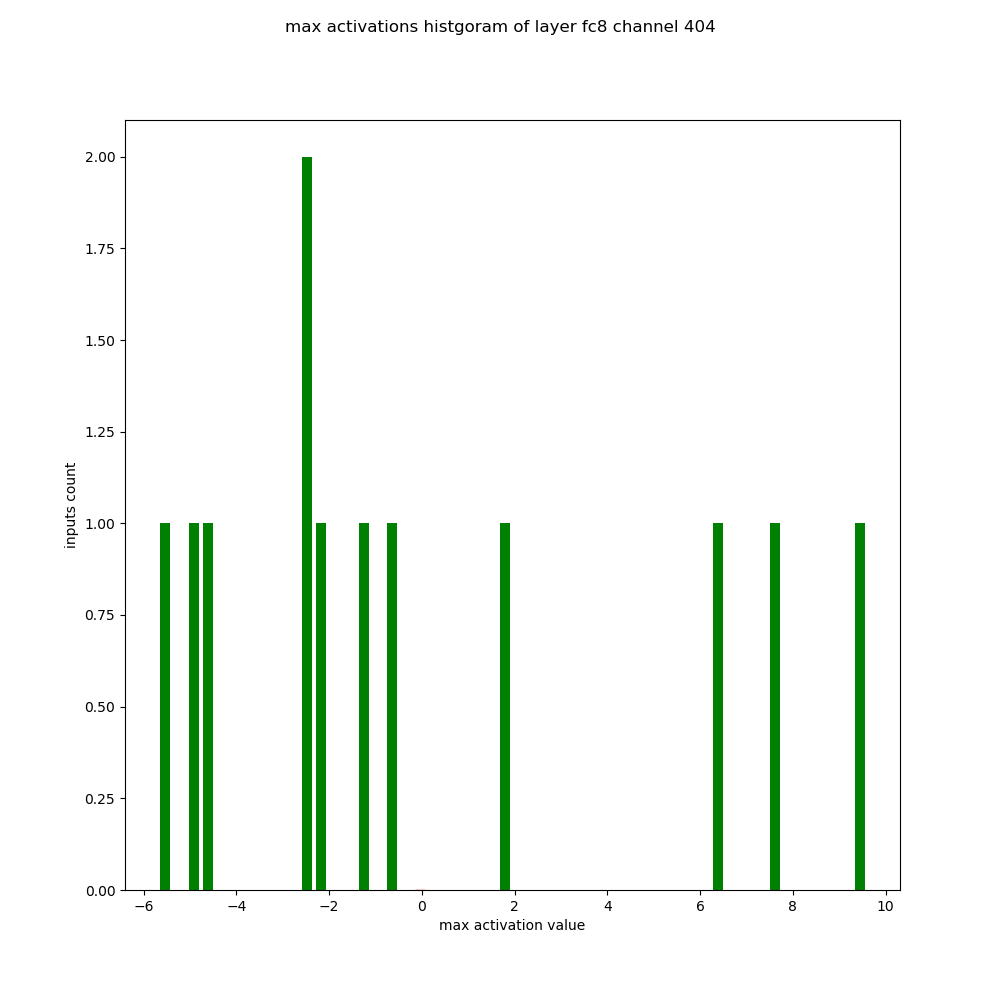 max activations histgoram of layer fc8 channel 404
2.00
1.75
1.50
1.25
1.00
0.75
0.50
0.25
0.00
inputs count
−6 −4 −2 0 2 4 6 8 10
max activation value